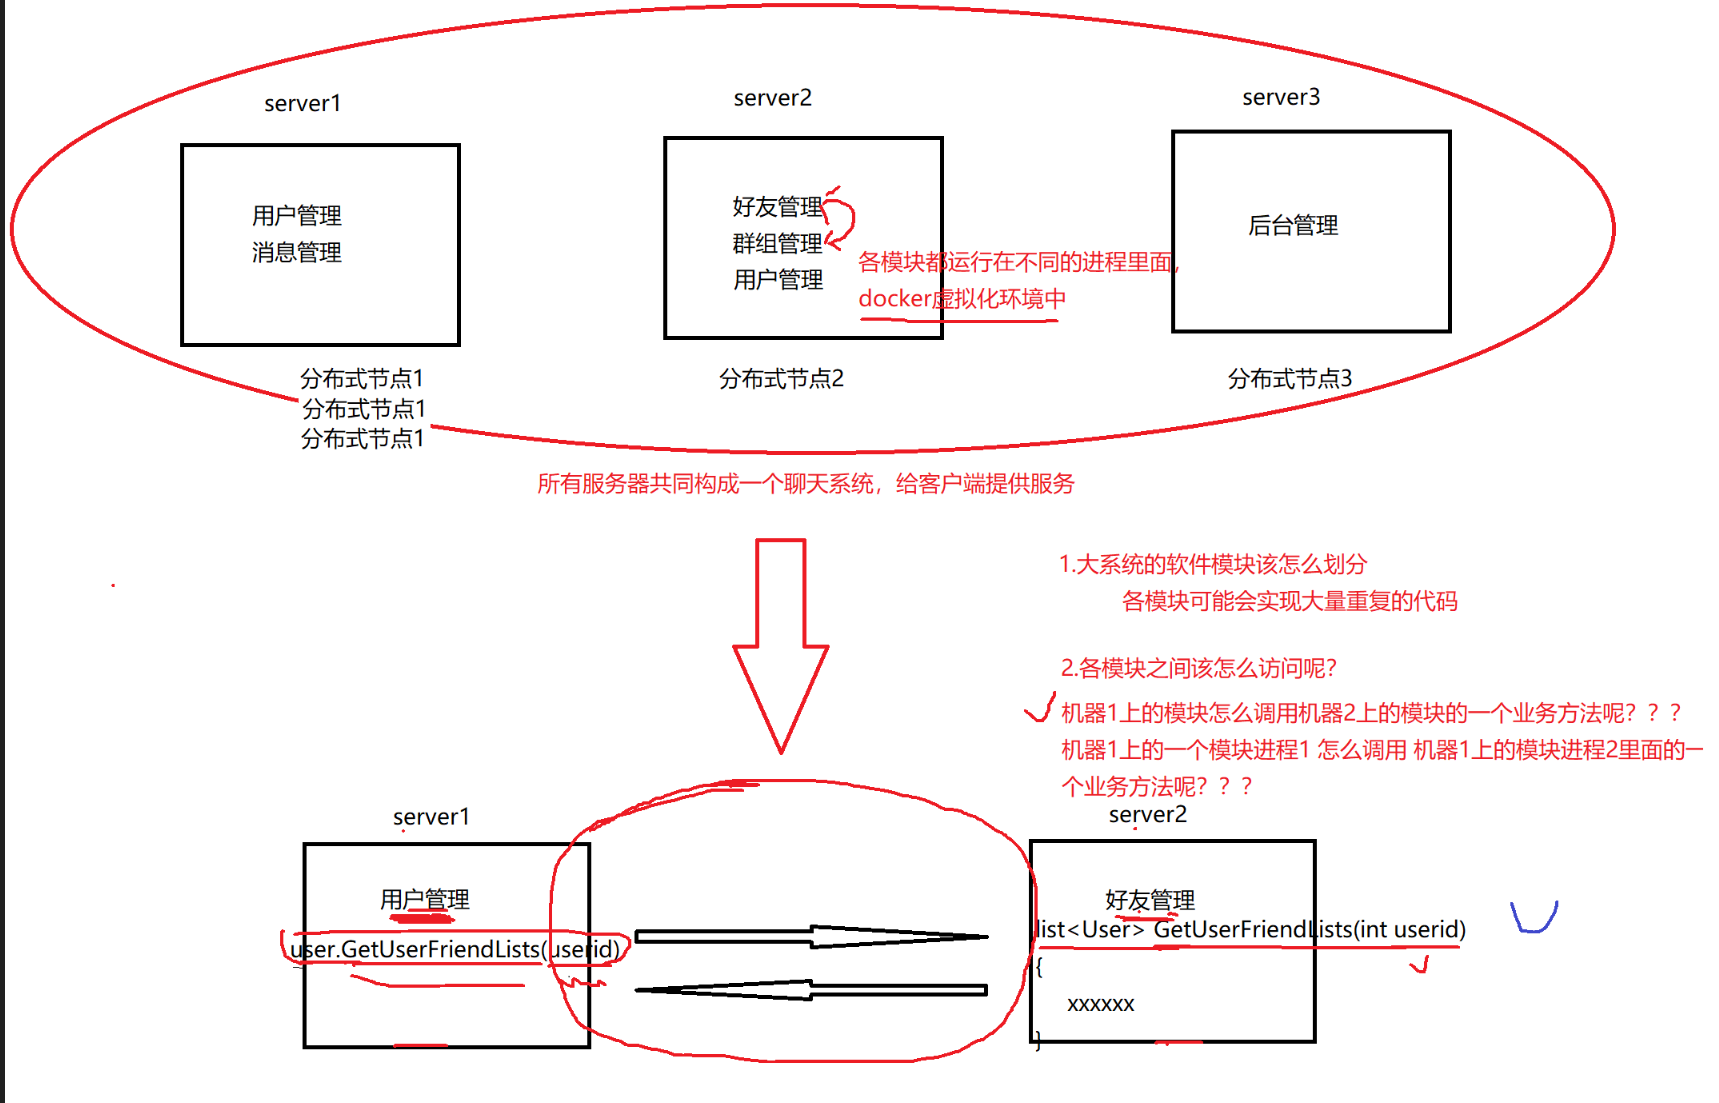 server1
server2
server3
用户管理
消息管理
好友管理
群组管理
用户管理
各模块都运行在不同的进程里面,
docker虚拟化环境中
后台管理
分布式节点1
分布式节点1
分布式节点1
分布式节点2
分布式节点3
所有服务器共同构成一个聊天系统，给客户端提供服务
1.大系统的软件模块该怎么划分
各模块可能会实现大量重复的代码
2.各模块之间该怎么访问呢？
机器1上的模块怎么调用机器2上的模块的一个业务方法呢？？？
机器1上的一个模块进程1 怎么调用 机器1上的模块进程2里面的一
个业务方法呢？？？
server1
用户管理
user.GetUserFriendLists(userid)
server2
好友管理
list<User> GetUserFriendLists(int userid)
{
xxxxxx
}